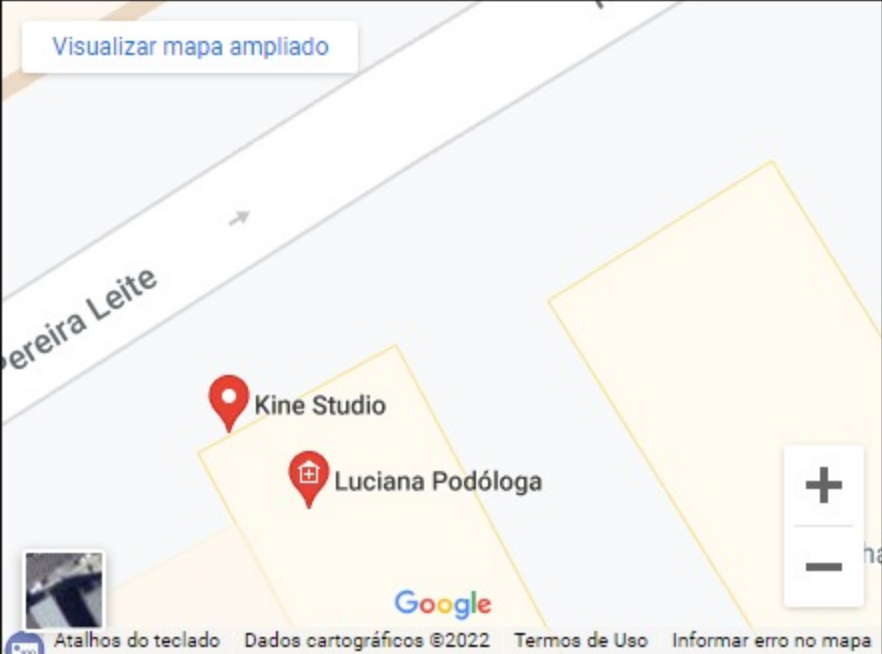 Visualizar mapa ampliado
Pereira Leite
Kine Studio
Luciana Podóloga
Google
Atalhos do teclado Dados cartográficos ©2022 Termos de Uso Informar erro no mapa